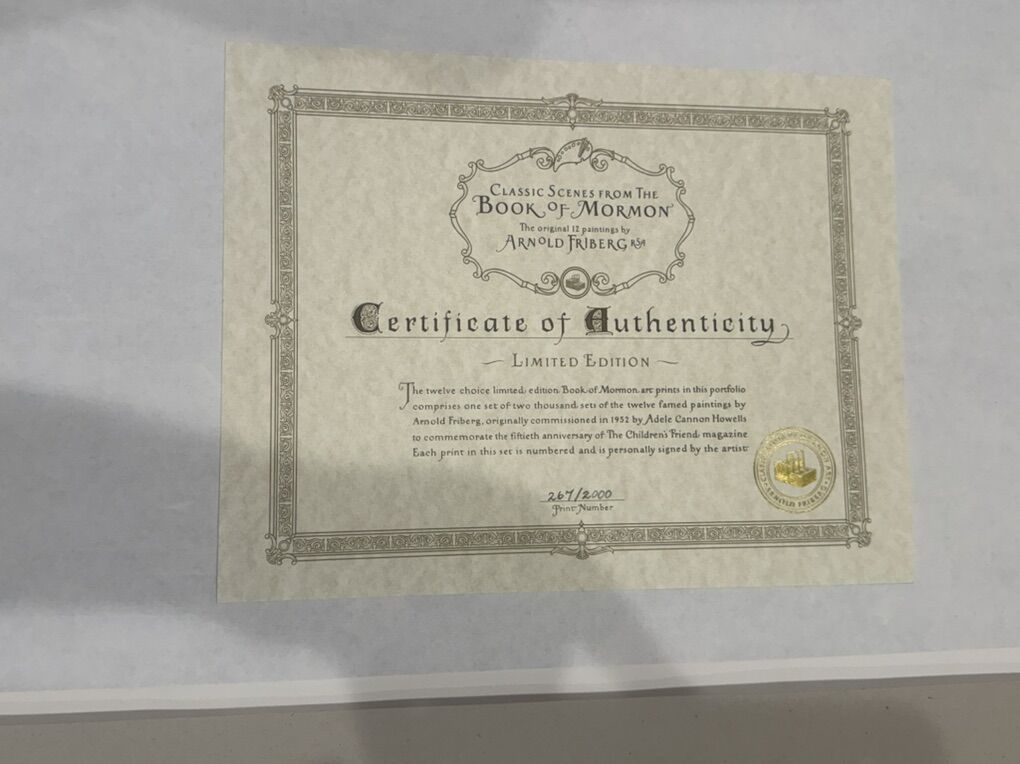 CLASSIC SCENES FROM THE
BOOK OF MORMON
The original 12 paintings by
ARNOLD FRIBERG RSA
Certificate of Authenticity
LIMITED EDITION
The twelve choice limited edition Book of Mormon art prints in this portfolio
comprises one set of two thousand sets of the twelve famed paintings by
Arnold Friberg, originally commissioned in 1952 by Adele Cannon Howells
to commemorate the fiftieth anniversary of The Children's Friend magazine
Each print in this set is numbered and is personally signed by the artist
267/2000
Print Number
ARNOLD FRIBERG